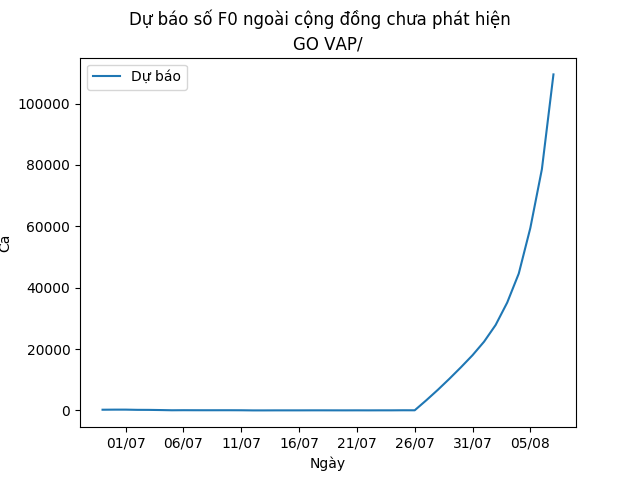 Dự báo số F0 ngoài cộng đồng chưa phát hiện
GO VAP/
Dự báo
100000
80000
60000
40000
20000
0
Ca
01/07 06/07 11/07 16/07 21/07 26/07 31/07 05/08
Ngày